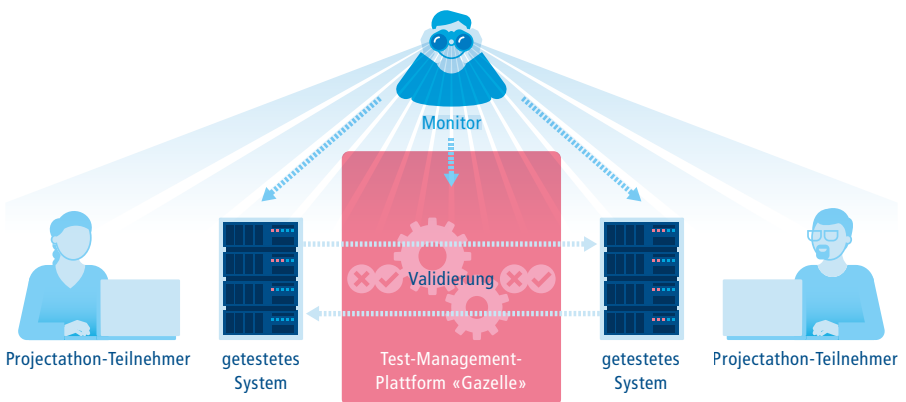 Monitor
Validierung
Projectathon-Teilnehmer
getestetes
System
Test-Management-
Plattform «Gazelle»
getestetes
System
Projectathon-Teilnehmer